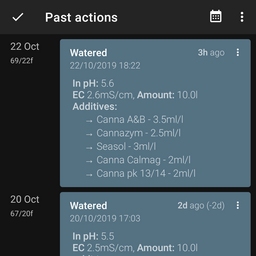 Past actions
22 Oct
69/22f
Watered
3h ago
22/10/2019 18:22
In pH: 5.6
EC 2.6mS/cm, Amount: 10.0l
Additives:
→ Canna A&B - 3.5ml/l
→ Cannazym - 2.5ml/l
→ Seasol - 3ml/l
→ Canna Calmag - 2ml/l
→ Canna pk 13/14 - 2ml/l
20 Oct
67/20f
Watered
2d ago (-2d)
20/10/2019 17:03
In pH: 5.5
EC 2.5mS/cm, Amount: 10.0l
Additives: